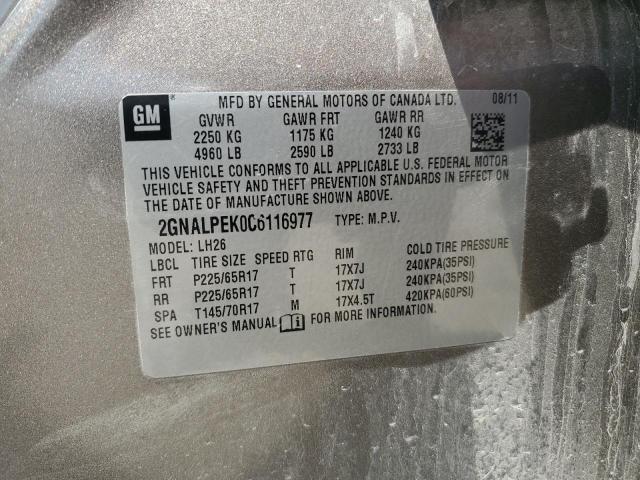 GM ® MFD BY GENERAL MOTORS OF CANADA LTD. 08/11
GVWR GAWR FRT GAWR RR
2250 KG 1175 KG 1240 KG
4960 LB 2590 LB 2733 LB
THIS VEHICLE CONFORMS TO ALL APPLICABLE U.S. FEDERAL MOTOR
VEHICLE SAFETY AND THEFT PREVENTION STANDARDS IN EFFECT ON
THE DATE OF MANUFACTURE SHOWN ABOVE.
2GNALPEK0C6116977 TYPE: M.P.V.
MODEL: LH26
LBCL TIRE SIZE SPEED RTG RIM COLD TIRE PRESSURE
FRT P225/65R17 T 17X7J 240KPA(35PSI)
RR P225/65R17 T 17X7J 240KPA(35PSI)
SPA T145/70R17 M 17X4.5T 420KPA(60PSI)
SEE OWNER'S MANUAL FOR MORE INFORMATION.